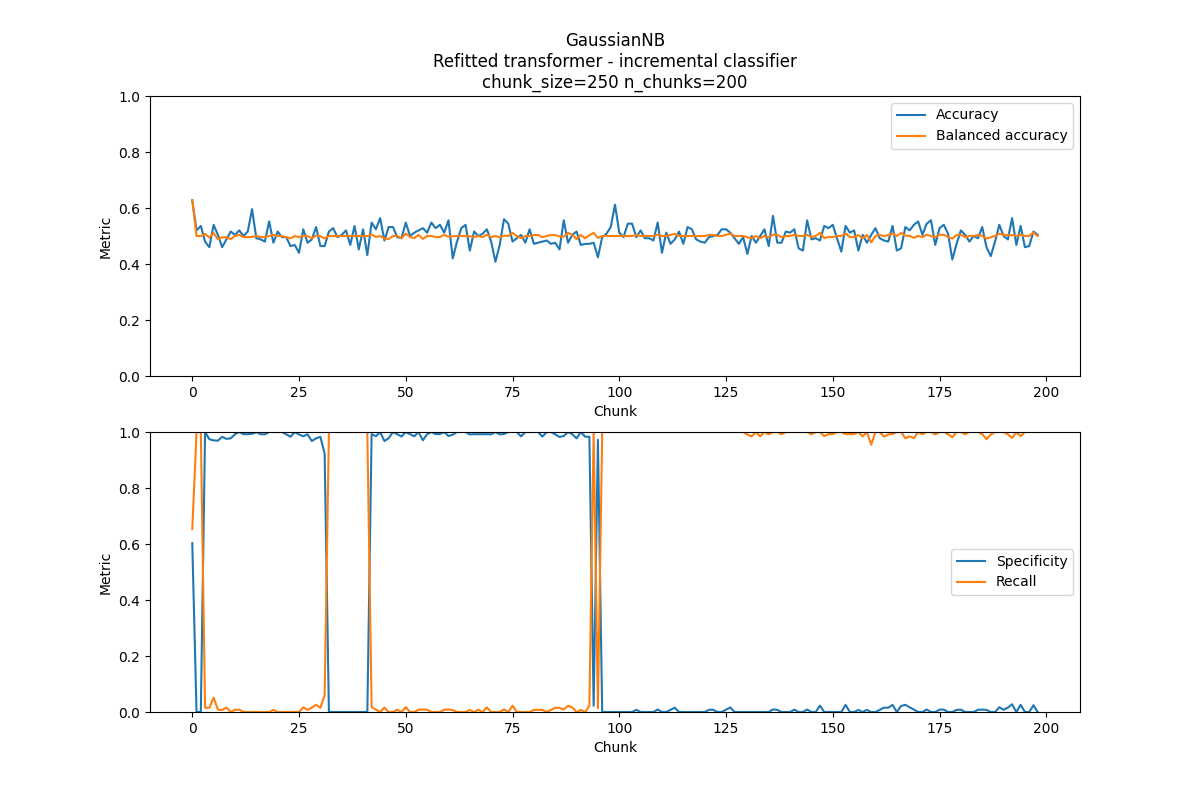 GaussianNB
Refitted transformer - incremental classifier
chunk_size=250 n_chunks=200
1.0
0.8
0.6
0.4
0.2
0.0
Metric
Accuracy
Balanced accuracy
0 25 50 75 100 125 150 175 200
Chunk
1.0
0.8
0.6
0.4
0.2
0.0
Metric
Specificity
Recall
0 25 50 75 100 125 150 175 200
Chunk